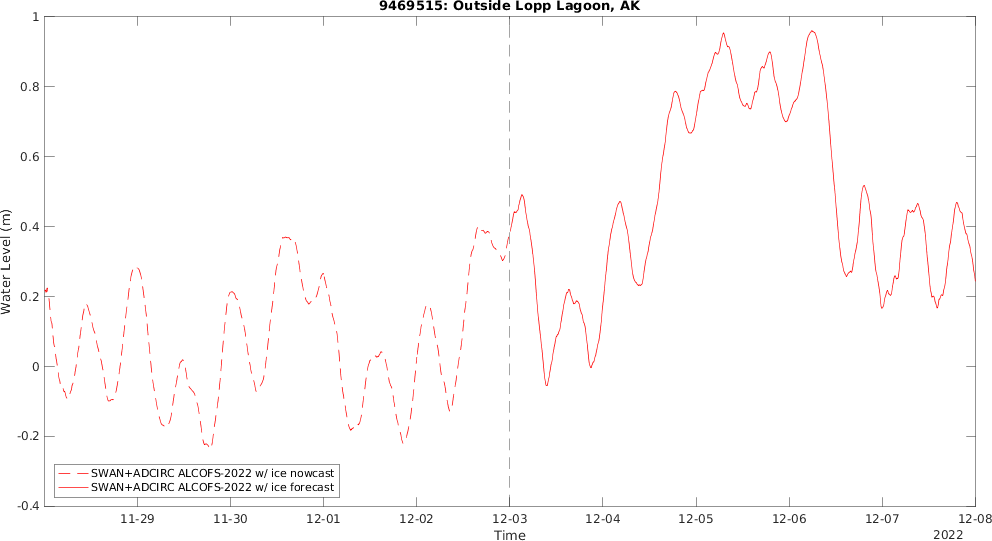 9469515: Outside Lopp Lagoon, AK
1
0.8
0.6
0.4
0.2
0
-0.2
-0.4
Water Level (m)
SWAN+ADCIRC ALCOFS-2022 w/ ice nowcast
SWAN+ADCIRC ALCOFS-2022 w/ ice forecast
11-29 11-30 12-01 12-02 12-03 12-04 12-05 12-06 12-07 12-08
Time
2022